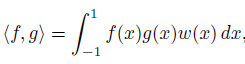 ⟨f, g⟩ = ∫_{-1}^{1} f(x)g(x)w(x) dx,